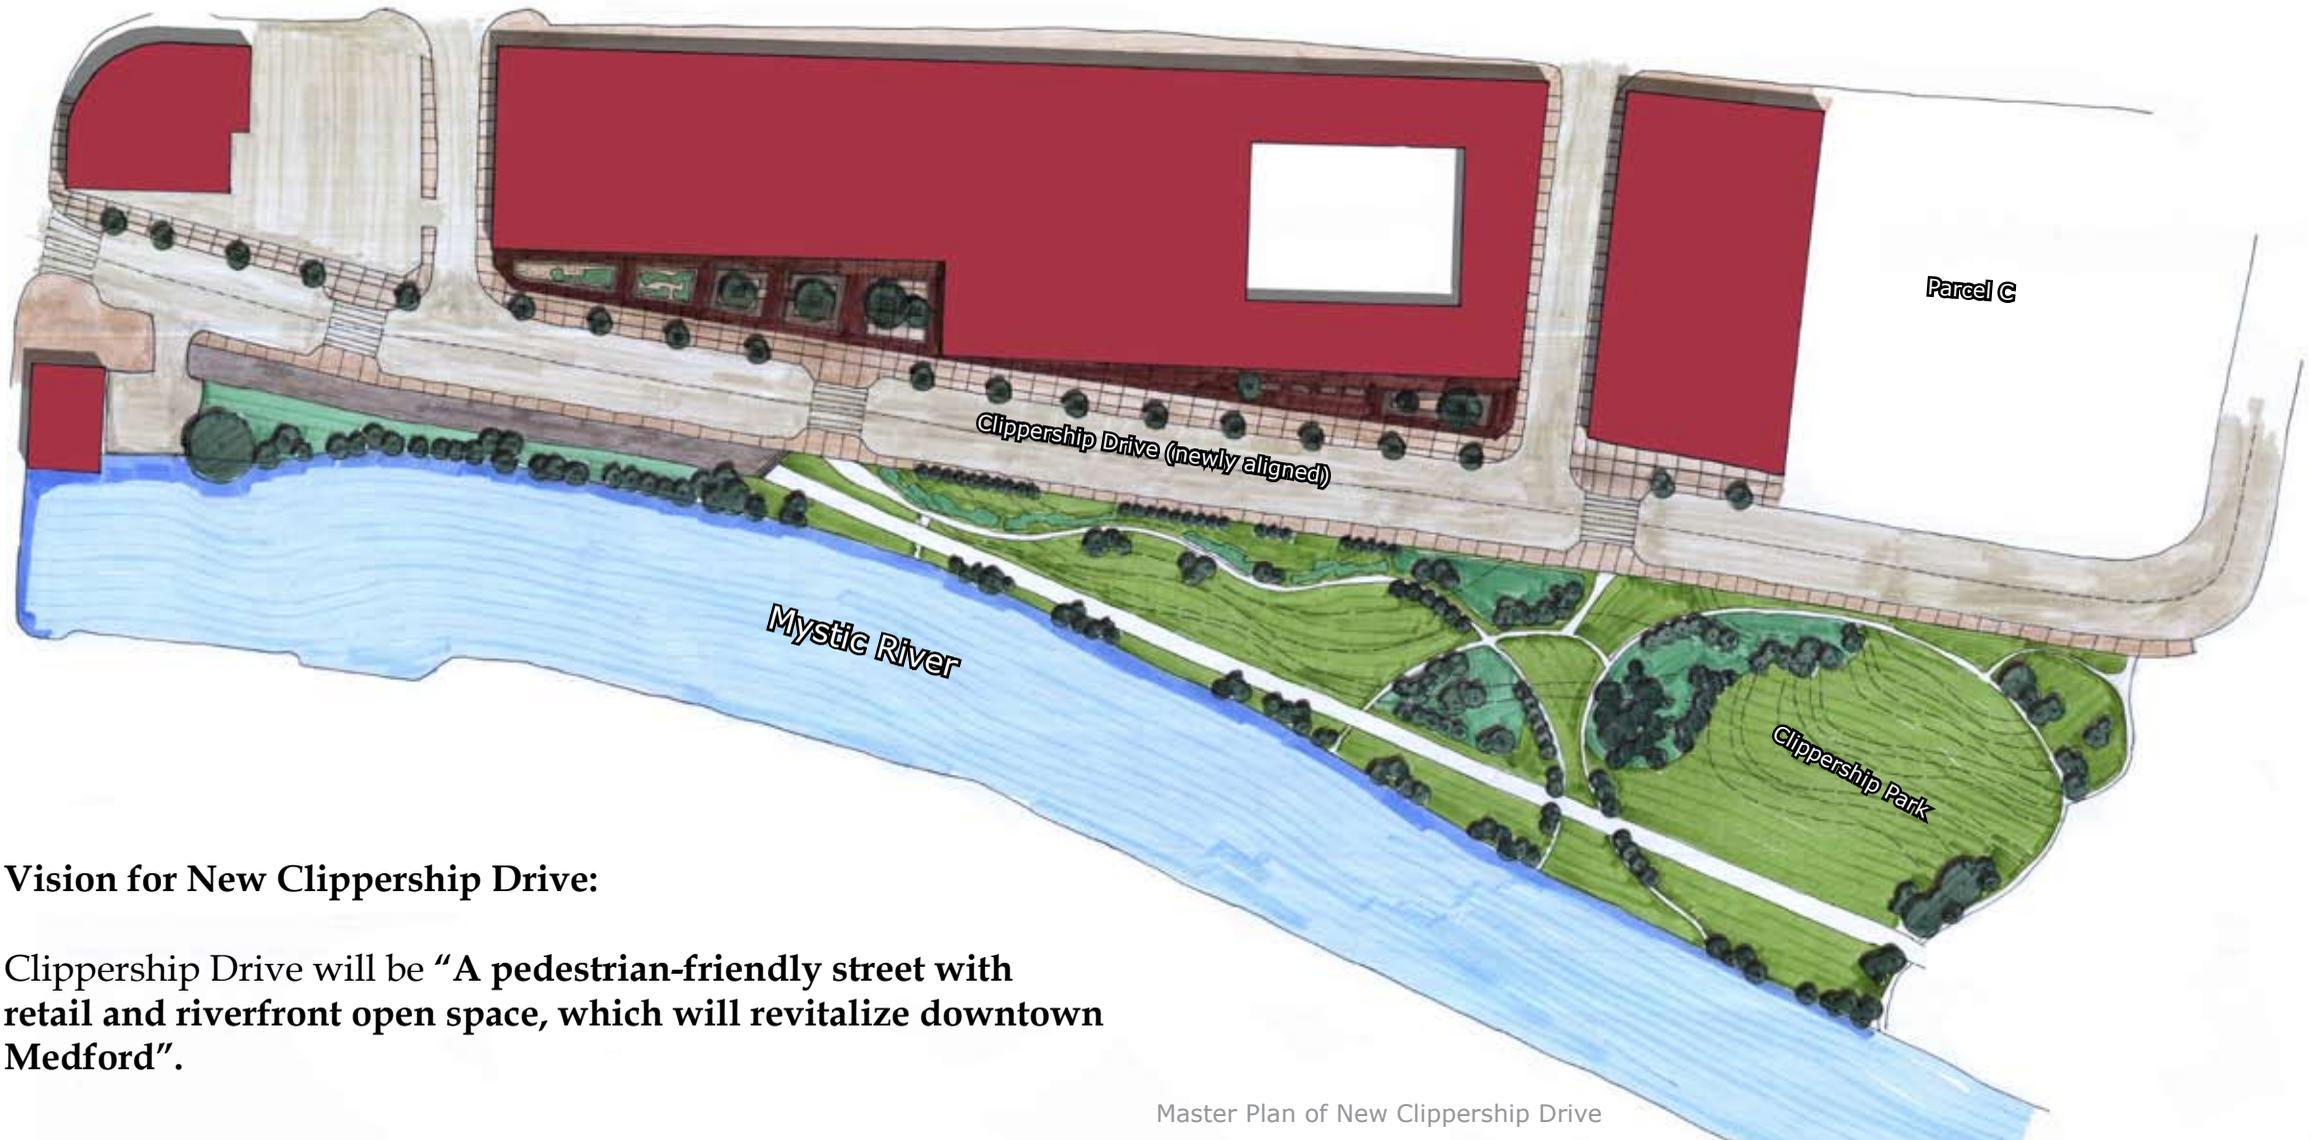 Parcel C
Clippership Drive (newly aligned)
Mystic River
Clippership Park
Vision for New Clippership Drive:
Clippership Drive will be “A pedestrian-friendly street with
retail and riverfront open space, which will revitalize downtown
Medford”.
Master Plan of New Clippership Drive